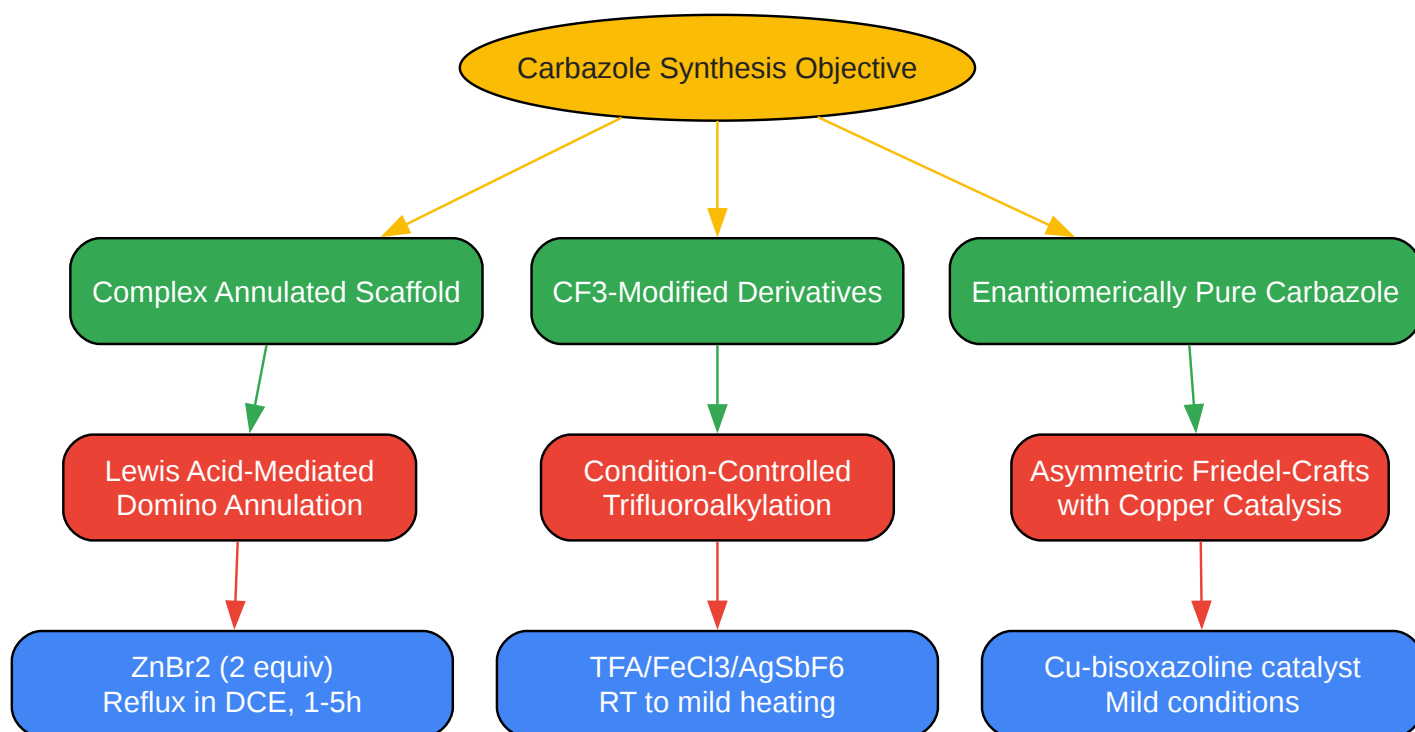 Carbazole Synthesis Objective
Complex Annulated Scaffold
CF3-Modified Derivatives
Enantiomerically Pure Carbazole
Lewis Acid-Mediated
Domino Annulation
Condition-Controlled
Trifluoroalkylation
Asymmetric Friedel-Crafts
with Copper Catalysis
ZnBr2 (2 equiv)
Reflux in DCE, 1-5h
TFA/FeCl3/AgSbF6
RT to mild heating
Cu-bisoxazoline catalyst
Mild conditions